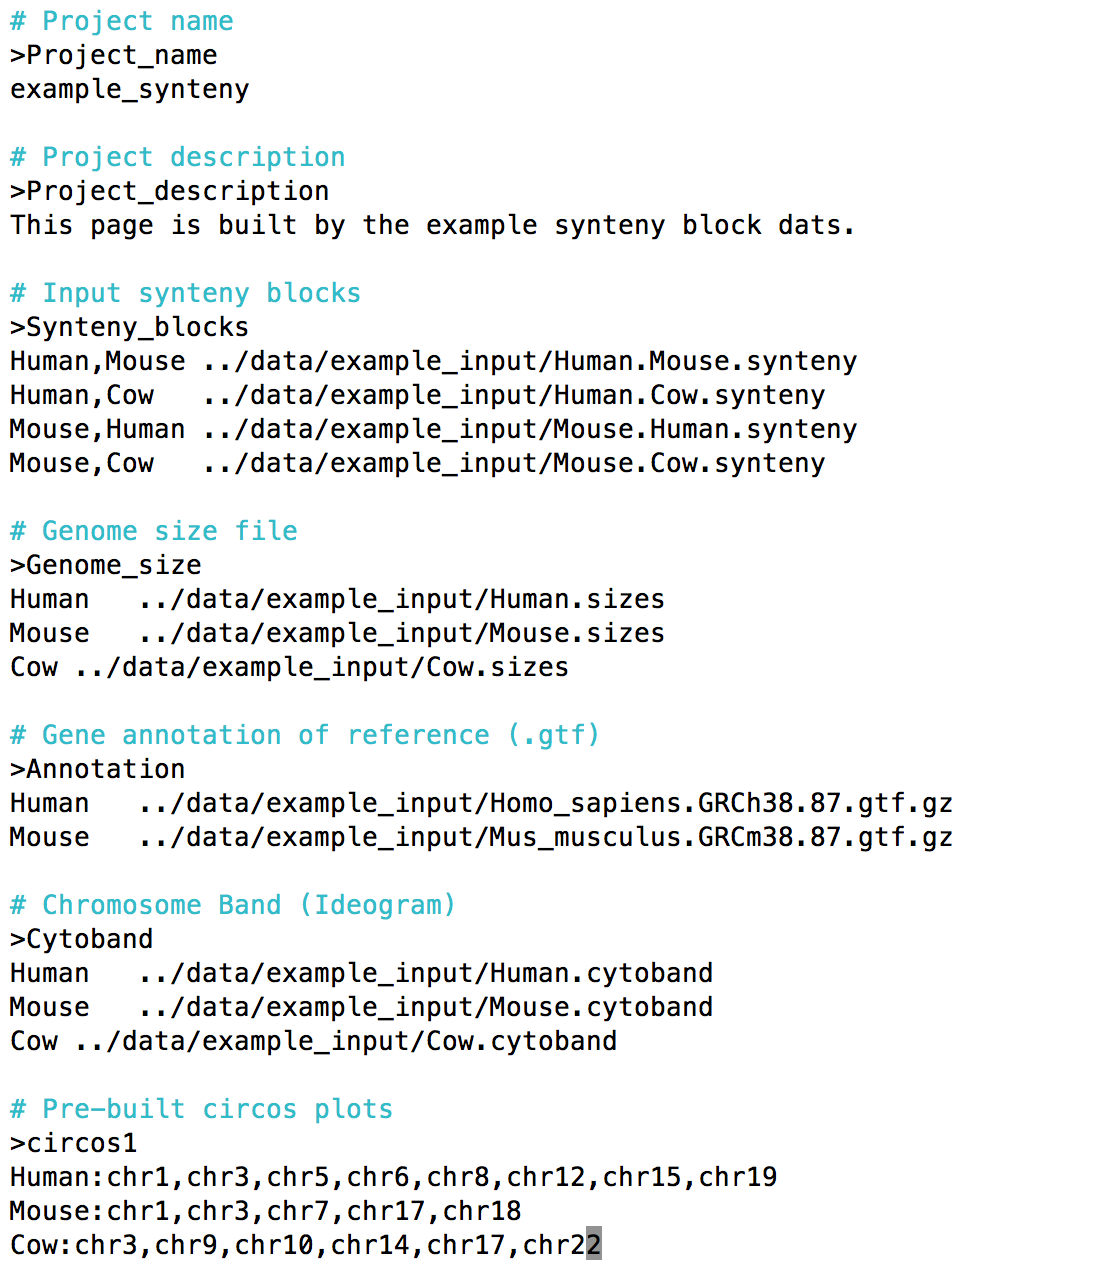 # Project name
>Project_name
example_synteny
# Project description
>Project_description
This page is built by the example synteny block dats.
# Input synteny blocks
>Synteny_blocks
Human,Mouse ../data/example_input/Human.Mouse.synteny
Human,Cow ../data/example_input/Human.Cow.synteny
Mouse,Human ../data/example_input/Mouse.Human.synteny
Mouse,Cow ../data/example_input/Mouse.Cow.synteny
# Genome size file
>Genome_size
Human ../data/example_input/Human.sizes
Mouse ../data/example_input/Mouse.sizes
Cow ../data/example_input/Cow.sizes
# Gene annotation of reference (.gtf)
>Annotation
Human ../data/example_input/Homo_sapiens.GRCh38.87.gtf.gz
Mouse ../data/example_input/Mus_musculus.GRCm38.87.gtf.gz
# Chromosome Band (Ideogram)
>Cytoband
Human ../data/example_input/Human.cytoband
Mouse ../data/example_input/Mouse.cytoband
Cow ../data/example_input/Cow.cytoband
# Pre-built circos plots
>circos1
Human:chr1,chr3,chr5,chr6,chr8,chr12,chr15,chr19
Mouse:chr1,chr3,chr7,chr17,chr18
Cow:chr3,chr9,chr10,chr14,chr17,chr22